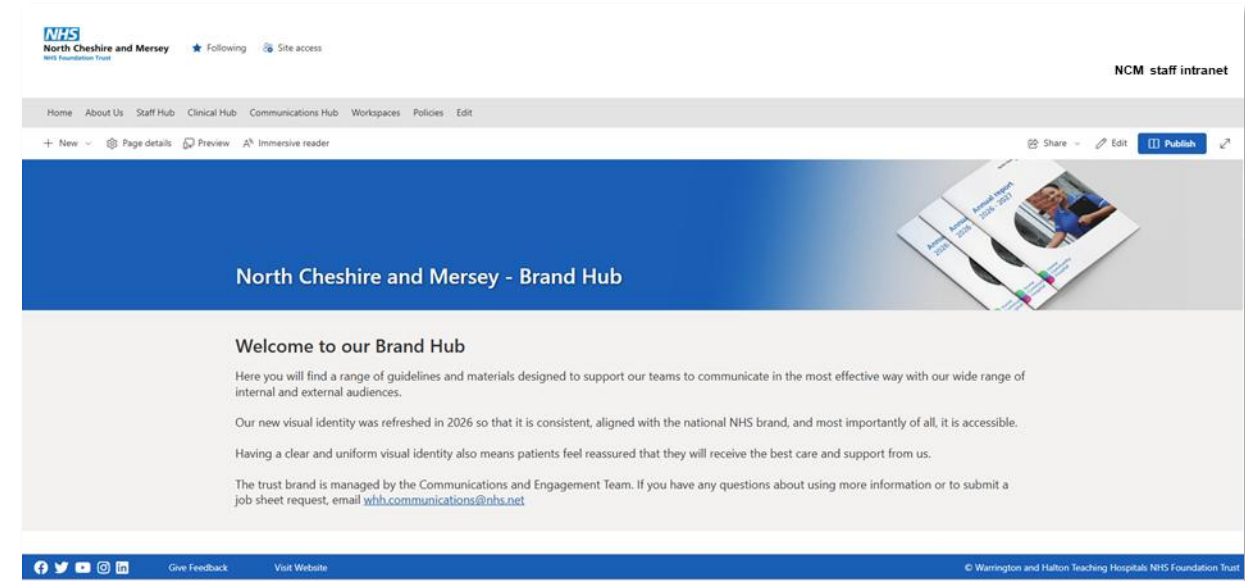 NHS
North Cheshire and Mersey
NHS Foundation Trust
Following
Site access
NCM staff intranet
Home About Us Staff Hub Clinical Hub Communications Hub Workspaces Policies Edit
New Page details Preview Immersive reader Share Edit Publish
Annual report
2026 - 2027
North Cheshire and Mersey - Brand Hub
Welcome to our Brand Hub
Here you will find a range of guidelines and materials designed to support our teams to communicate in the most effective way with our wide range of
internal and external audiences.
Our new visual identity was refreshed in 2026 so that it is consistent, aligned with the national NHS brand, and most importantly of all, it is accessible.
Having a clear and uniform visual identity also means patients feel reassured that they will receive the best care and support from us.
The trust brand is managed by the Communications and Engagement Team. If you have any questions about using more information or to submit a
job sheet request, email whh.communications@nhs.net
Give Feedback Visit Website © Warrington and Halton Teaching Hospitals NHS Foundation Trust